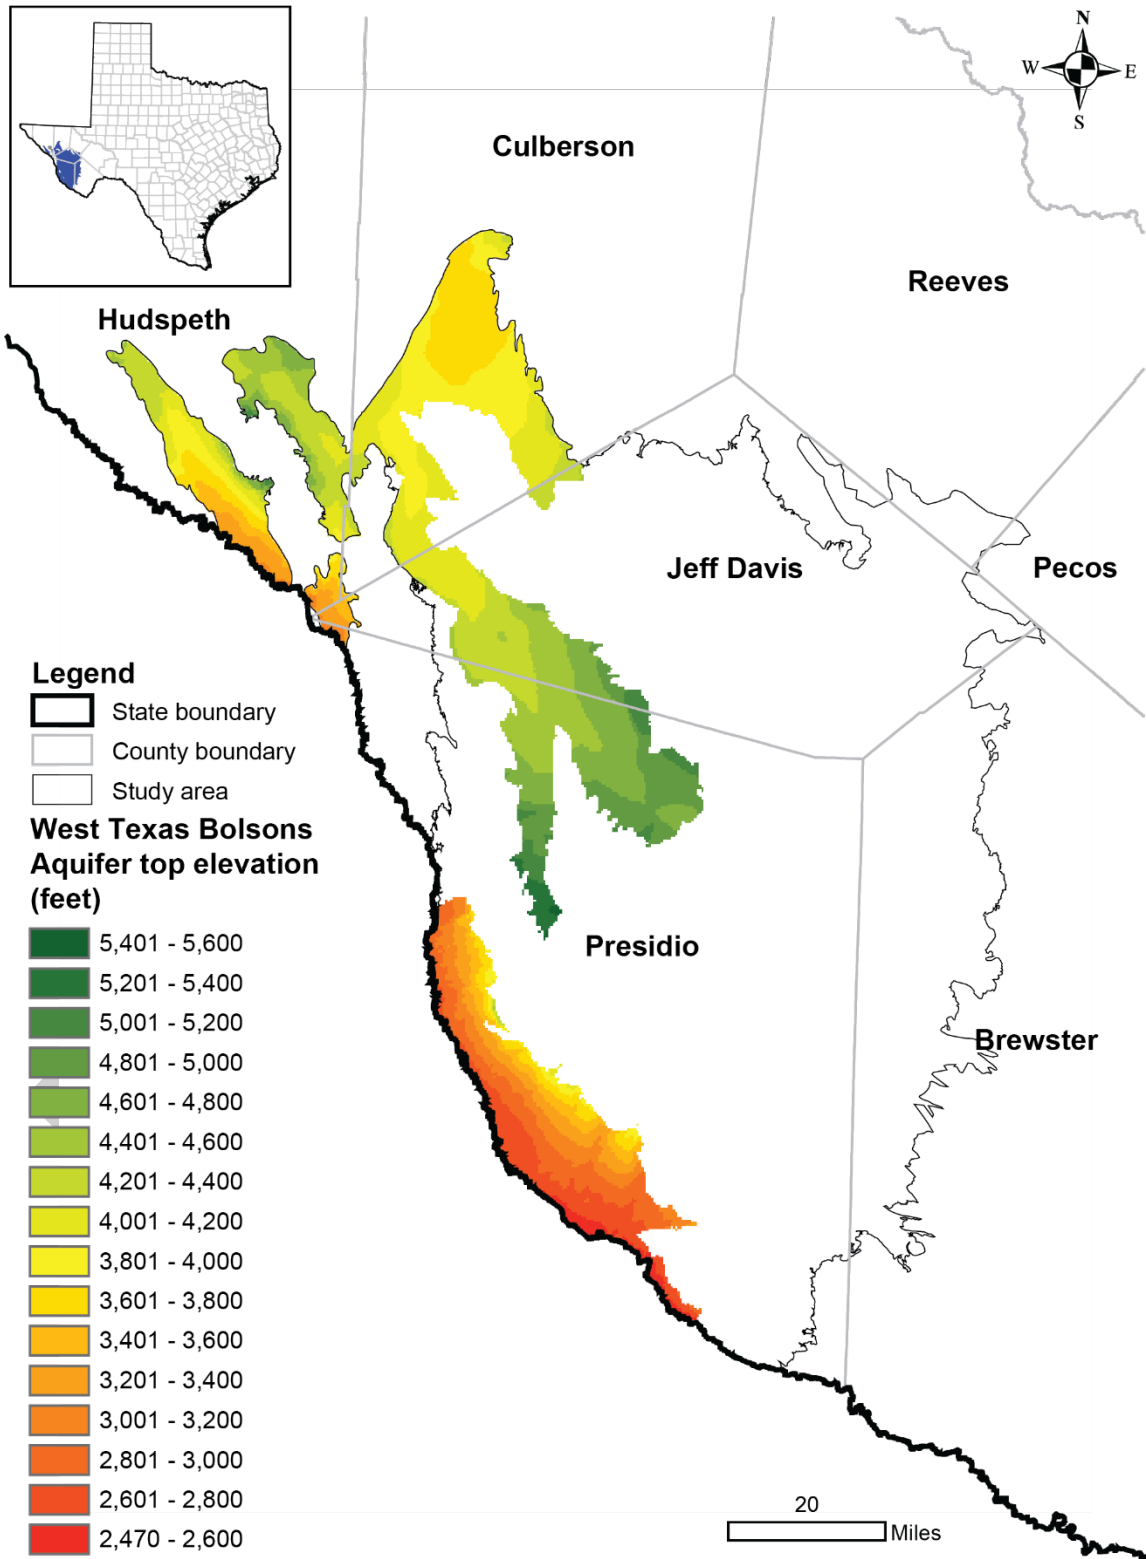 N
W
E
S
Culberson
Reeves
Hudspeth
Jeff Davis
Pecos
Legend
State boundary
County boundary
Study area
West Texas Bolsons
Aquifer top elevation
(feet)
5,401 - 5,600
5,201 - 5,400
5,001 - 5,200
4,801 - 5,000
4,601 - 4,800
4,401 - 4,600
4,201 - 4,400
4,001 - 4,200
3,801 - 4,000
3,601 - 3,800
3,401 - 3,600
3,201 - 3,400
3,001 - 3,200
2,801 - 3,000
2,601 - 2,800
2,470 - 2,600
Presidio
Brewster
20
Miles